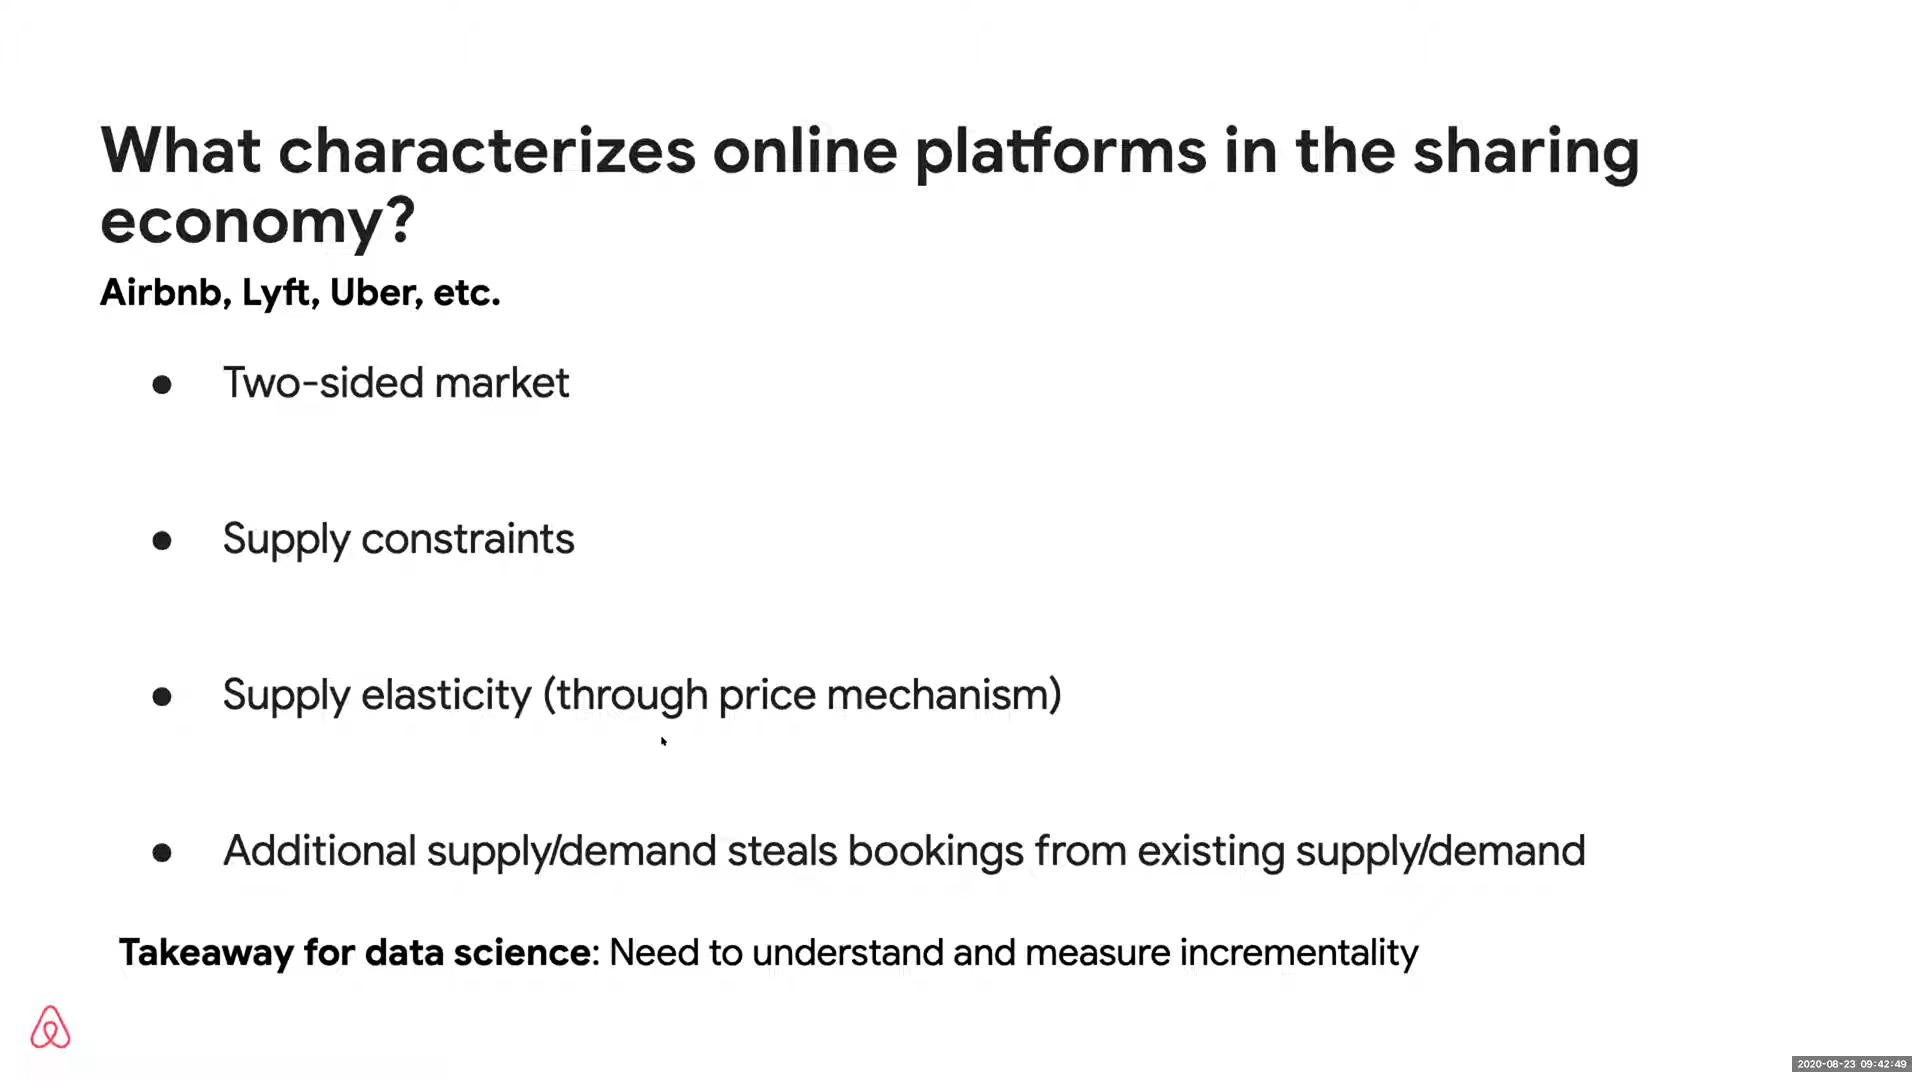 What characterizes online platforms in the sharing
economy?
Airbnb, Lyft, Uber, etc.
● Two-sided market
● Supply constraints
● Supply elasticity (through price mechanism)
● Additional supply/demand steals bookings from existing supply/demand
Takeaway for data science: Need to understand and measure incrementality
2020-08-23 09:42:49